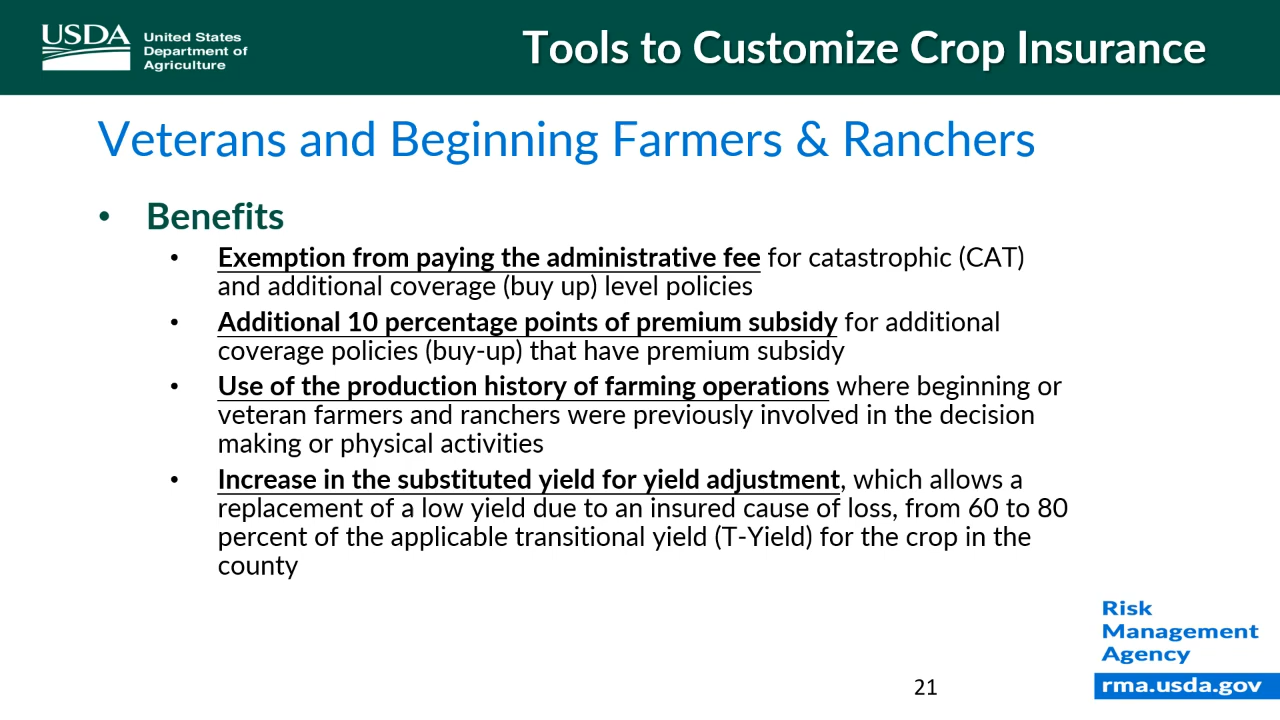 USDA
United States
Department of
Agriculture
Tools to Customize Crop Insurance
Veterans and Beginning Farmers & Ranchers
• Benefits
• Exemption from paying the administrative fee for catastrophic (CAT)
and additional coverage (buy up) level policies
• Additional 10 percentage points of premium subsidy for additional
coverage policies (buy-up) that have premium subsidy
• Use of the production history of farming operations where beginning or
veteran farmers and ranchers were previously involved in the decision
making or physical activities
• Increase in the substituted yield for yield adjustment, which allows a
replacement of a low yield due to an insured cause of loss, from 60 to 80
percent of the applicable transitional yield (T-Yield) for the crop in the
county
Risk
Management
Agency
rma.usda.gov
21